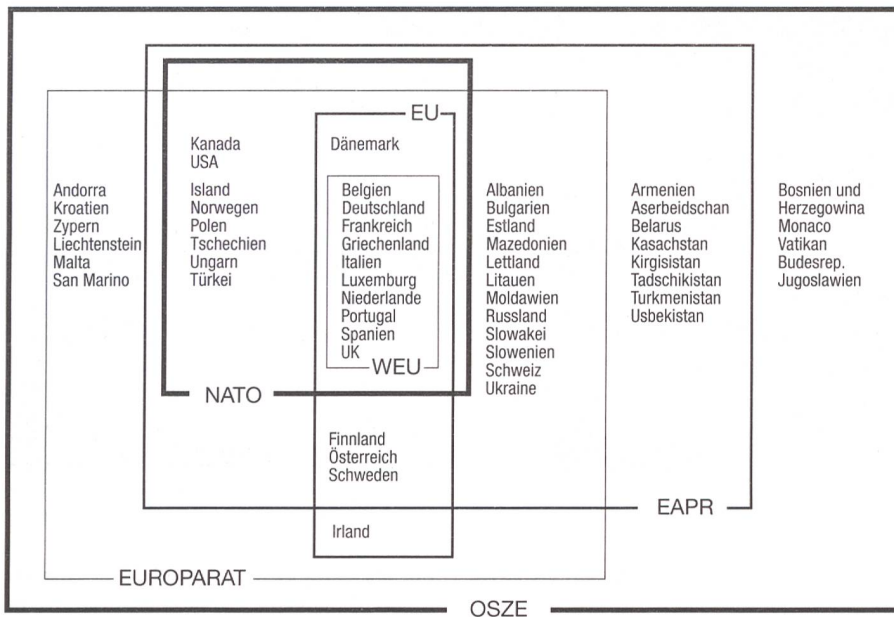 EU
Kanada
USA
Dänemark
Andorra
Kroatien
Zypern
Liechtenstein
Malta
San Marino
Island
Norwegen
Polen
Tschechien
Ungarn
Türkei
Belgien
Deutschland
Frankreich
Griechenland
Italien
Luxemburg
Niederlande
Portugal
Spanien
UK
WEU
Albanien
Bulgarien
Estland
Mazedonien
Lettland
Litauen
Moldawien
Russland
Slowakei
Slowenien
Schweiz
Ukraine
Armenien
Aserbeidschan
Belarus
Kasachstan
Kirgisistan
Tadschikistan
Turkmenistan
Usbekistan
Bosnien und
Herzegowina
Monaco
Vatikan
Budesrep.
Jugoslawien
NATO
Finnland
Österreich
Schweden
EAPR
Irland
EUROPARAT
OSZE